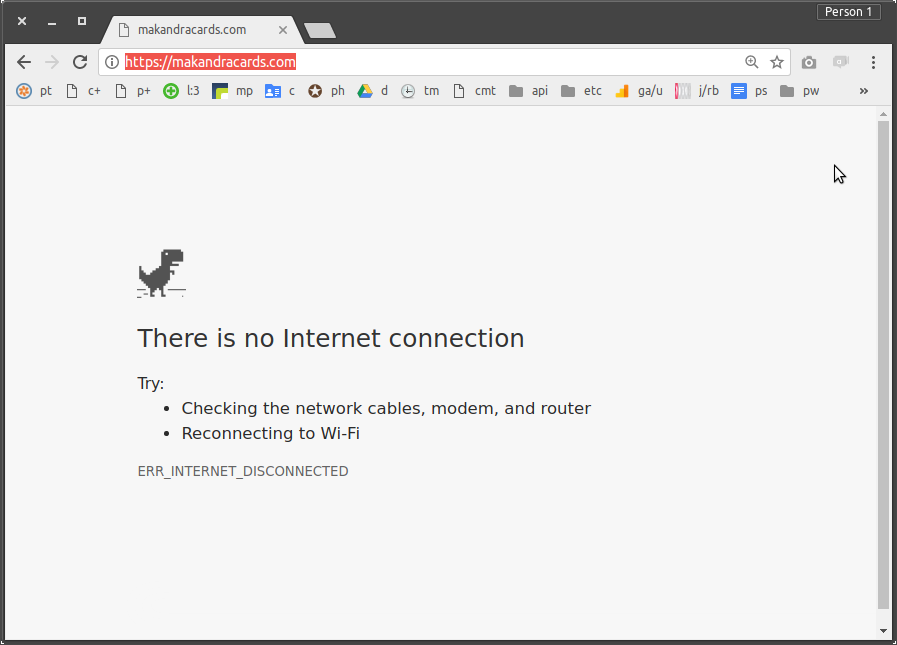 Person 1
makandracards.com
https://makandracards.com
pt c+ p+ l:3 mp c ph d tm cmt api etc ga/u j/rb ps pw »
There is no Internet connection
Try:
• Checking the network cables, modem, and router
• Reconnecting to Wi-Fi
ERR_INTERNET_DISCONNECTED